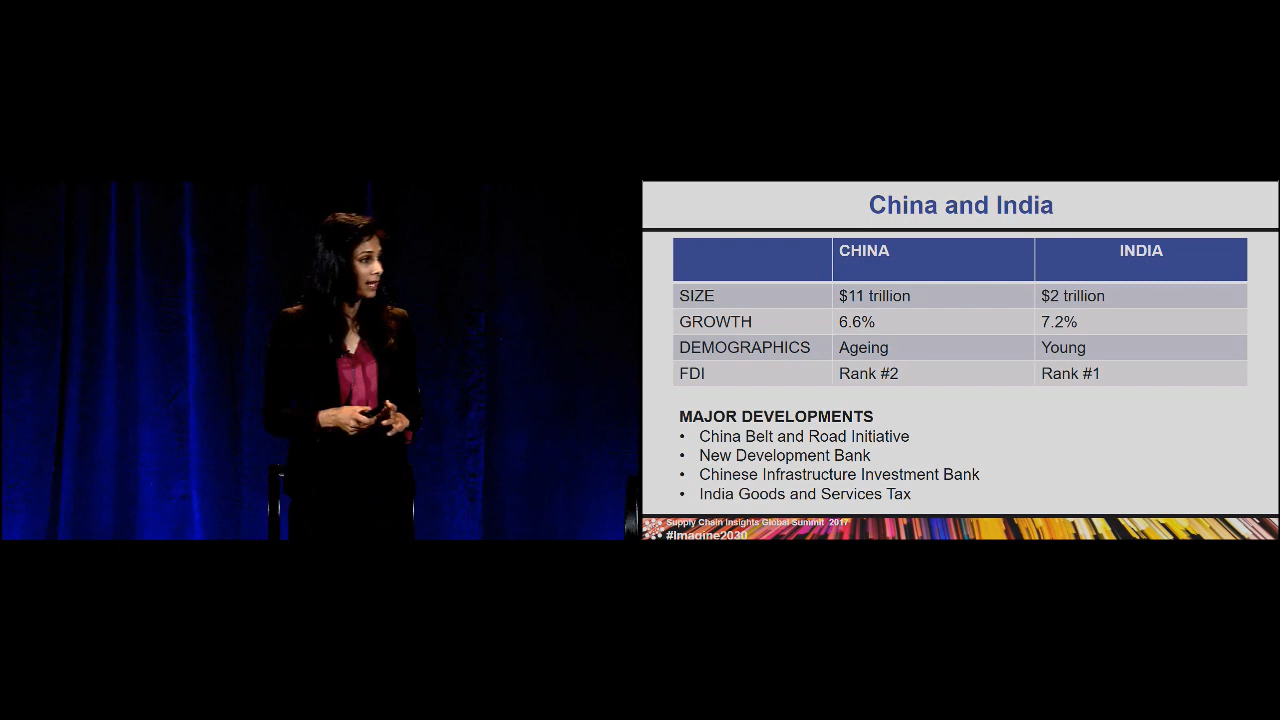 China and India
CHINA INDIA
SIZE $11 trillion $2 trillion
GROWTH 6.6% 7.2%
DEMOGRAPHICS Ageing Young
FDI Rank #2 Rank #1
MAJOR DEVELOPMENTS
• China Belt and Road Initiative
• New Development Bank
• Chinese Infrastructure Investment Bank
• India Goods and Services Tax
Supply Chain Insights Global Summit 2017
#Imagine2030